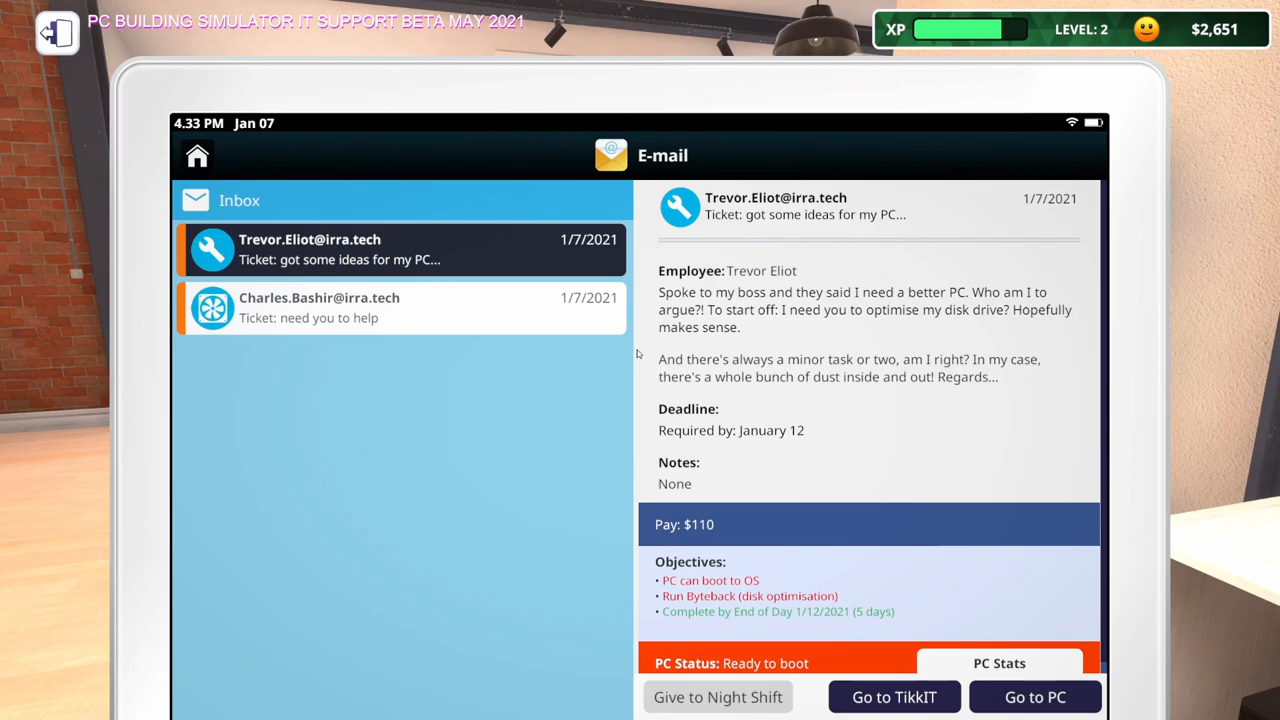 PC BUILDING SIMULATOR IT SUPPORT BETA MAY 2021
XP LEVEL: 2 $2,651
4.33 PM Jan 07
E-mail
Inbox
Trevor.Eliot@irra.tech 1/7/2021
Ticket: got some ideas for my PC...
Charles.Bashir@irra.tech 1/7/2021
Ticket: need you to help
Trevor.Eliot@irra.tech 1/7/2021
Ticket: got some ideas for my PC...
Employee: Trevor Eliot
Spoke to my boss and they said I need a better PC. Who am I to
argue?! To start off: I need you to optimise my disk drive? Hopefully
makes sense.
And there's always a minor task or two, am I right? In my case,
there's a whole bunch of dust inside and out! Regards...
Deadline:
Required by: January 12
Notes:
None
Pay: $110
Objectives:
• PC can boot to OS
• Run Byteback (disk optimisation)
• Complete by End of Day 1/12/2021 (5 days)
PC Status: Ready to boot PC Stats
Give to Night Shift Go to TikkIT Go to PC